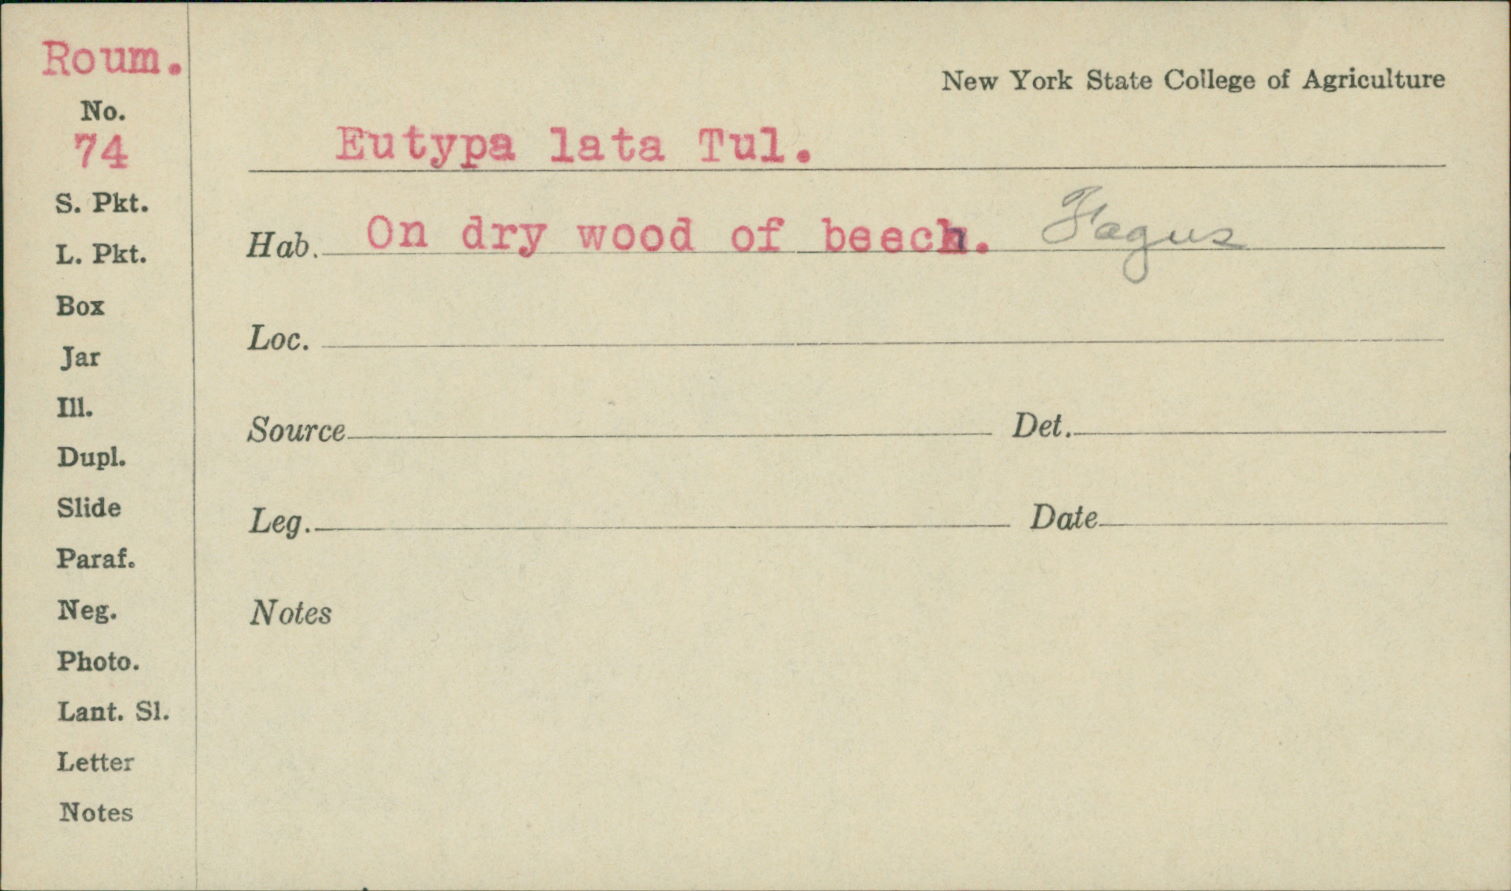 Roum.
No.
74
S. Pkt.
L. Pkt.
Box
Jar
Ill.
Dupl.
Slide
Paraf.
Neg.
Photo.
Lant. Sl.
Letter
Notes
New York State College of Agriculture
Eutypa lata Tul.
Hab. On dry wood of beech. Fagus
Loc.
Source Det.
Leg. Date
Notes